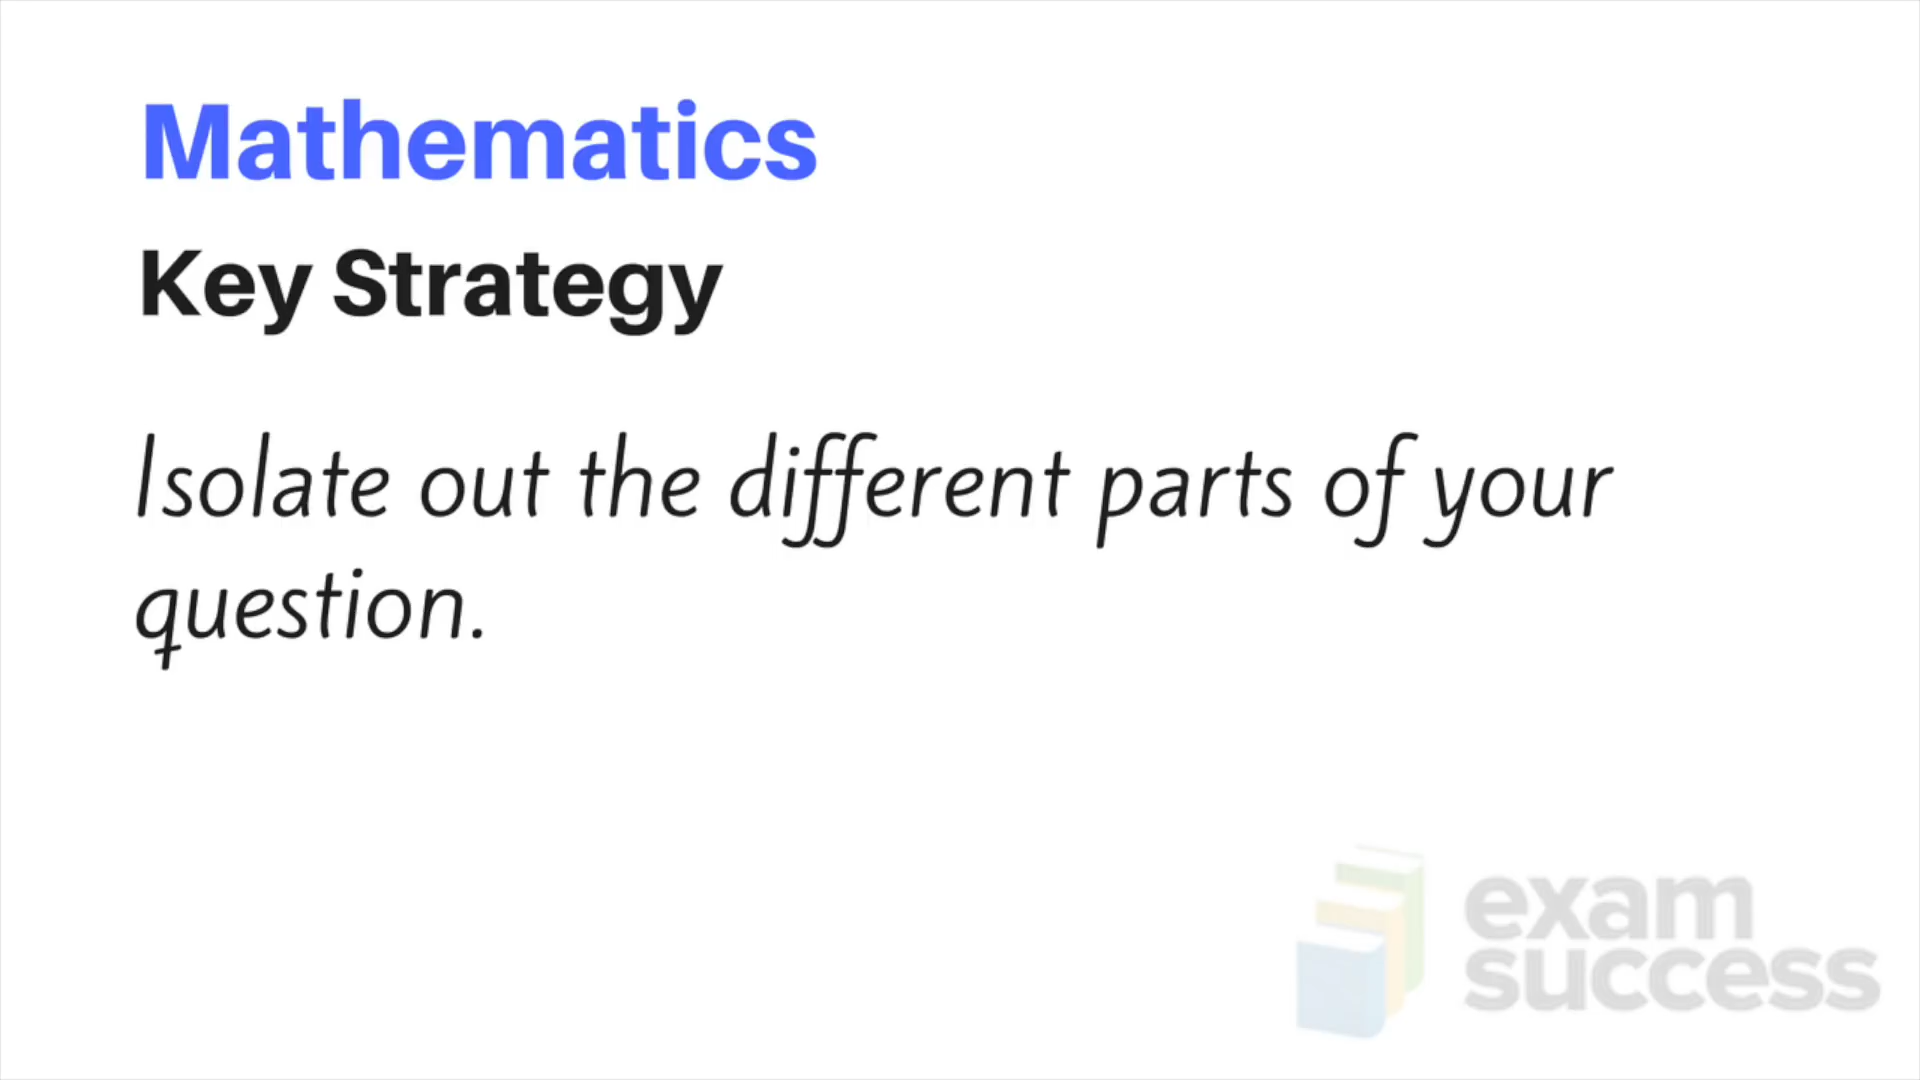 Mathematics
Key Strategy
Isolate out the different parts of your
question.
exam
success